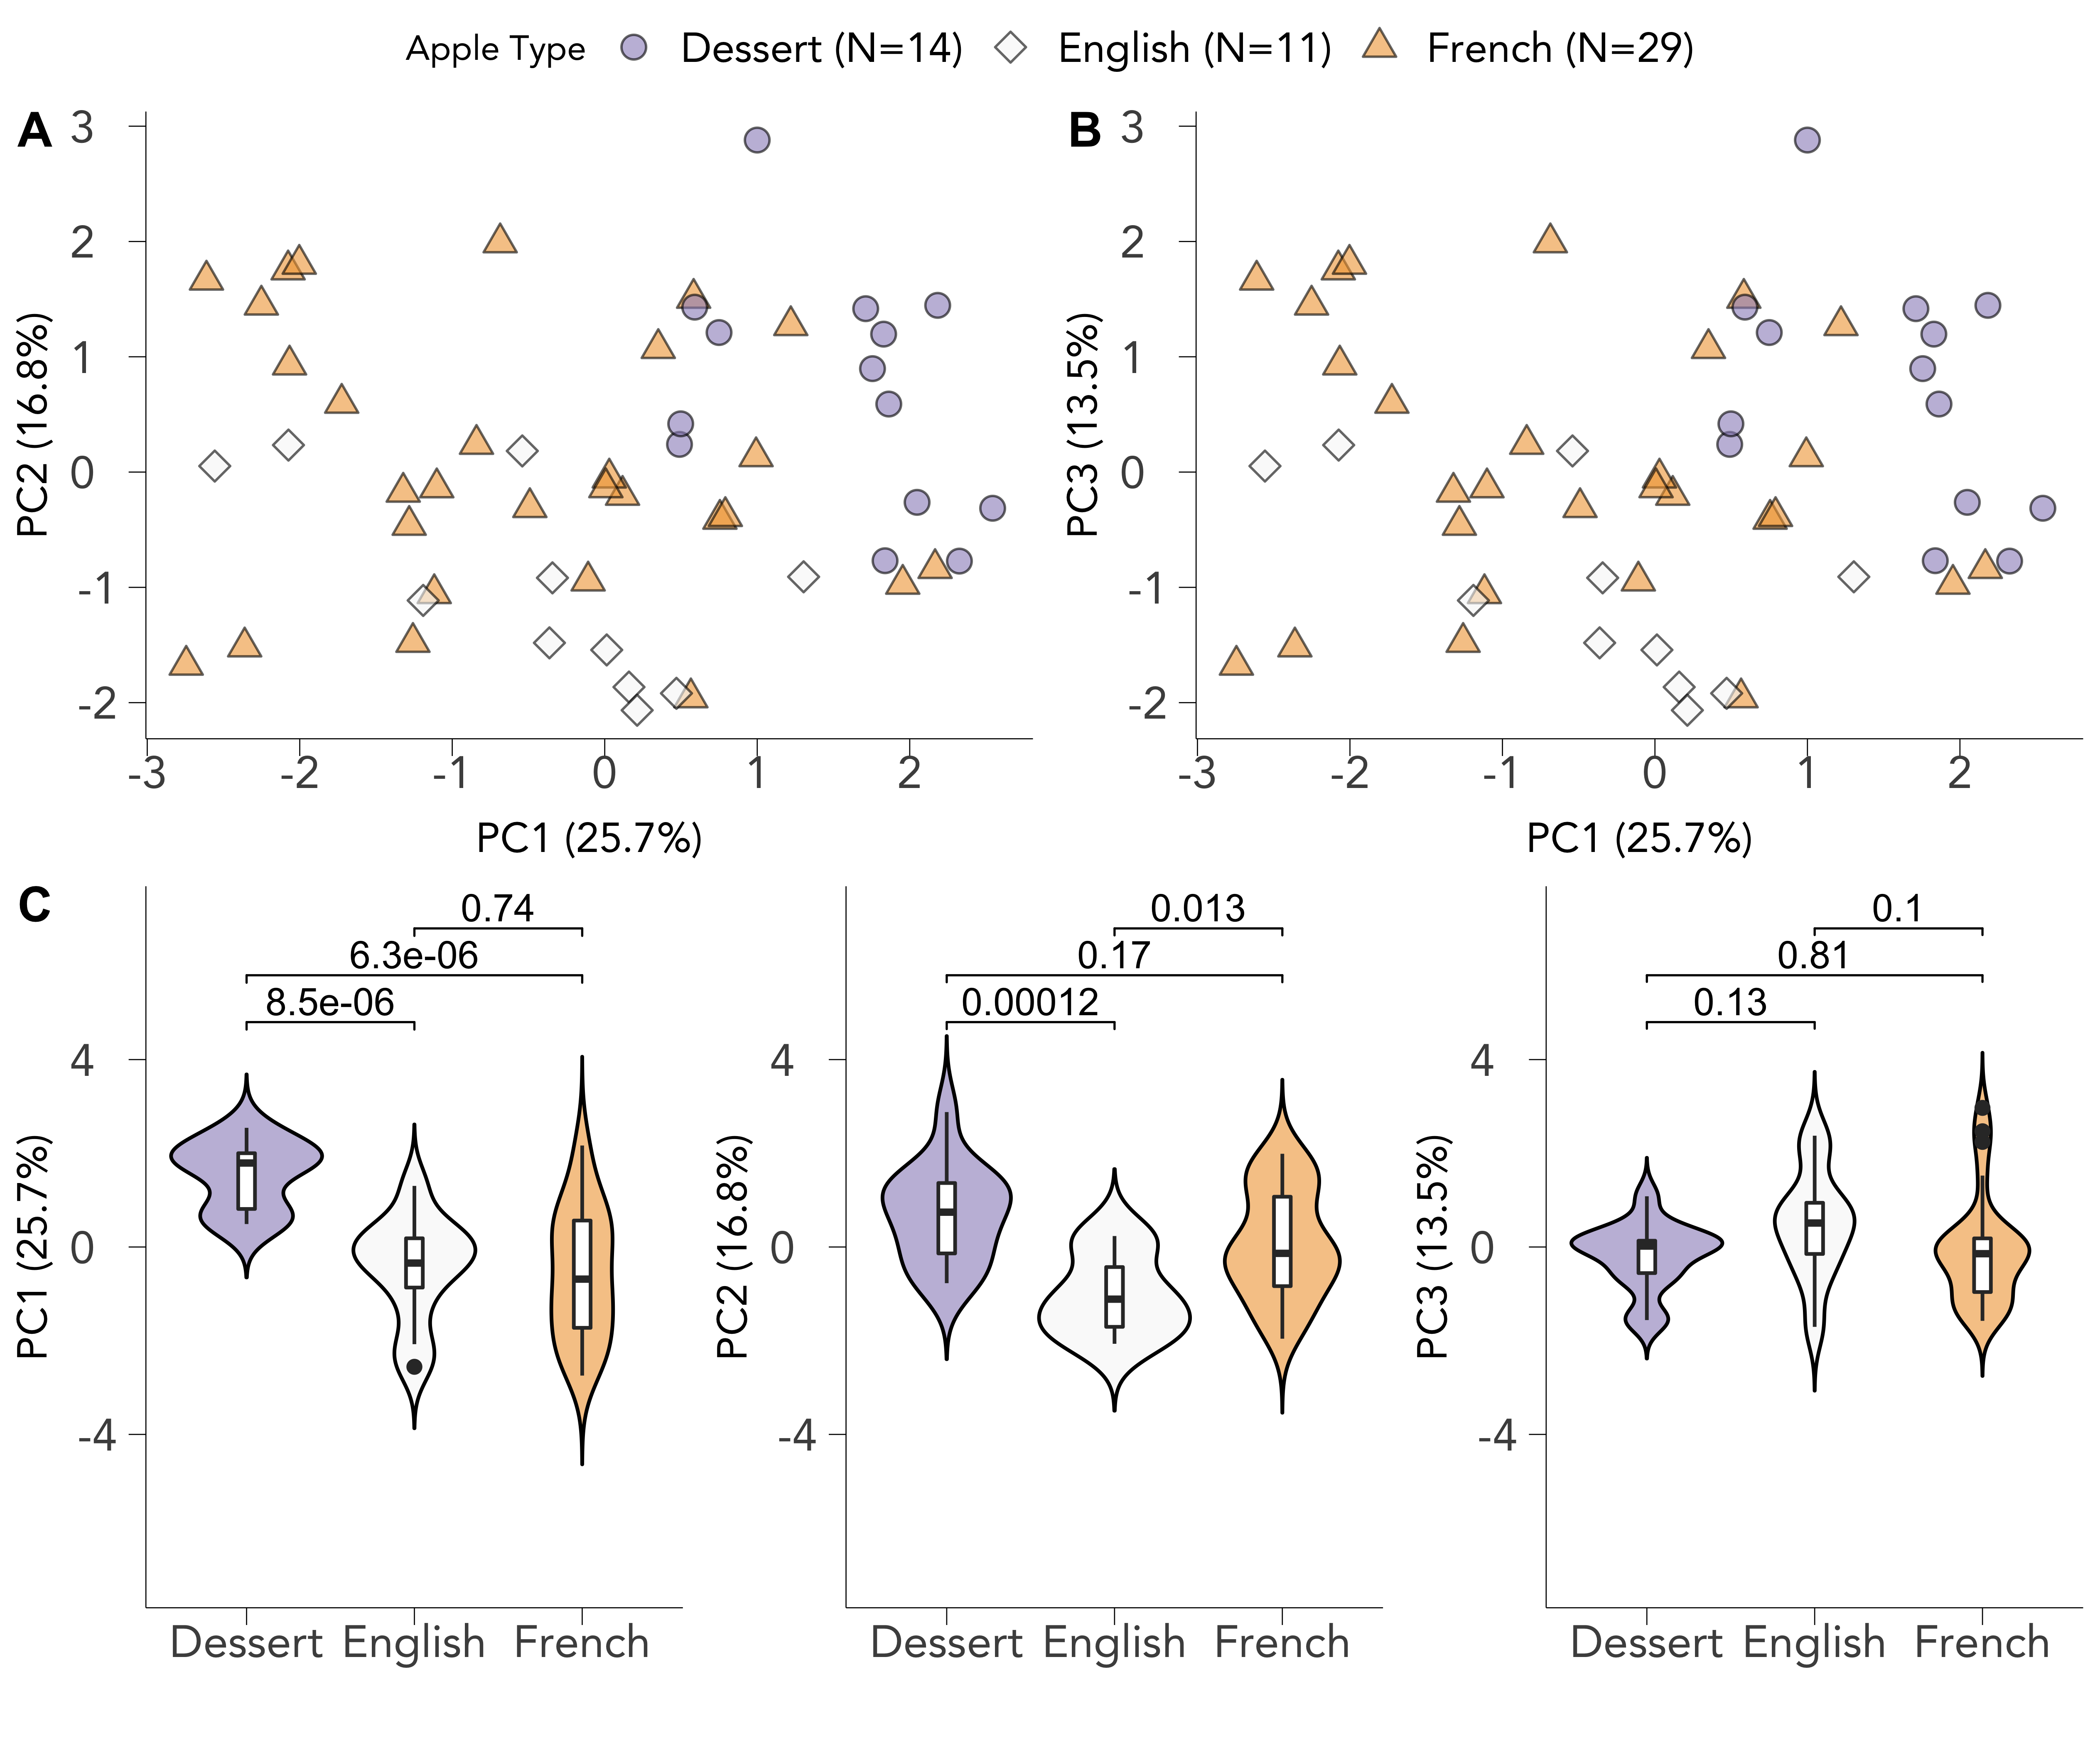 Apple Type Dessert (N=14) English (N=11) French (N=29)
A
3
2
1
0
-1
-2
PC2 (16.8%)
-3 -2 -1 0 1 2
PC1 (25.7%)
B
3
2
1
0
-1
-2
PC3 (13.5%)
-3 -2 -1 0 1 2
PC1 (25.7%)
C
0.74
6.3e-06
8.5e-06
4
0
-4
PC1 (25.7%)
Dessert English French
0.013
0.17
0.00012
4
0
-4
PC2 (16.8%)
Dessert English French
0.1
0.81
0.13
4
0
-4
PC3 (13.5%)
Dessert English French